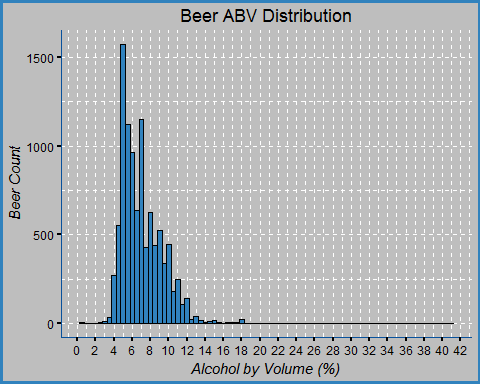 Beer ABV Distribution
1500
1000
500
0
Beer Count
0 2 4 6 8 10 12 14 16 18 20 22 24 26 28 30 32 34 36 38 40 42
Alcohol by Volume (%)